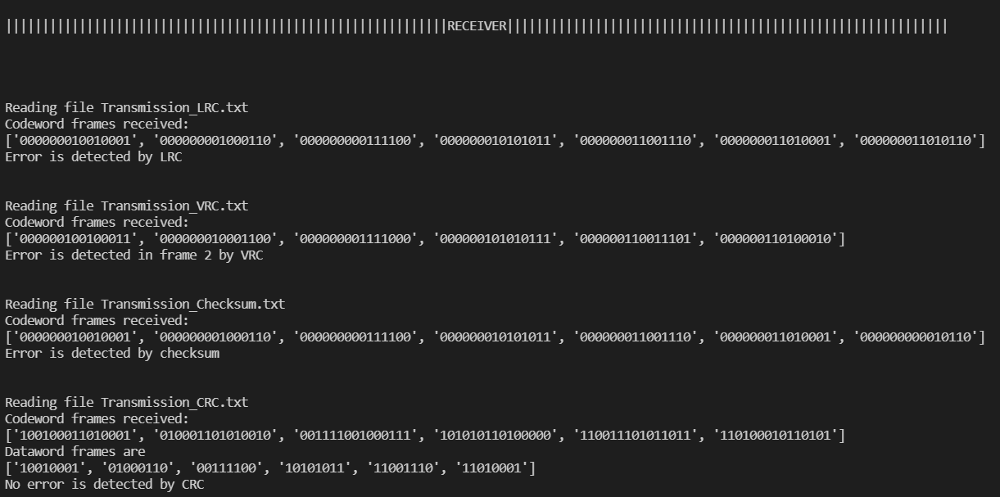 ||||||||||||||||||||||||||||||||||||||||||||||||||||||||||||RECEIVER||||||||||||||||||||||||||||||||||||||||||||||||||||||||||||
Reading file Transmission_LRC.txt
Codeword frames received:
['000000010010001', '000000001000110', '000000000111100', '000000010101011', '000000011001110', '000000011010001', '000000011010110']
Error is detected by LRC
Reading file Transmission_VRC.txt
Codeword frames received:
['000000100100011', '000000010001100', '000000001111000', '000000101010111', '000000110011101', '000000110100010']
Error is detected in frame 2 by VRC
Reading file Transmission_Checksum.txt
Codeword frames received:
['000000010010001', '000000001000110', '000000000111100', '000000010101011', '000000011001110', '000000011010001', '000000000010110']
Error is detected by checksum
Reading file Transmission_CRC.txt
Codeword frames received:
['100100011010001', '010001101010010', '001111001000111', '101010110100000', '110011101011011', '110100010110101']
Dataword frames are
['10010001', '01000110', '00111100', '10101011', '11001110', '11010001']
No error is detected by CRC